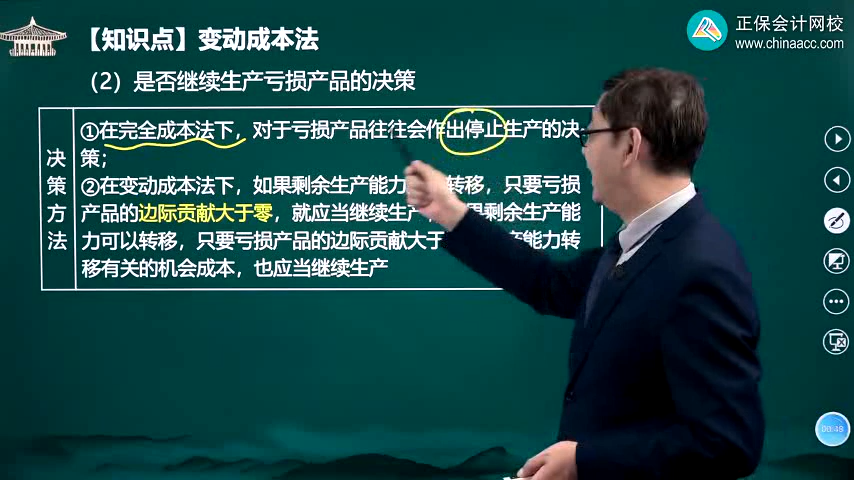 【知识点】变动成本法
正保会计网校
www.chinaacc.com
（2）是否继续生产亏损产品的决策
决策方法
①在完全成本法下，对于亏损产品往往会作出停止生产的决
策；
②在变动成本法下，如果剩余生产能力 转移，只要亏损
产品的边际贡献大于零，就应当继续生产 果剩余生产能
力可以转移，只要亏损产品的边际贡献大于 产能力转
移有关的机会成本，也应当继续生产
00:49